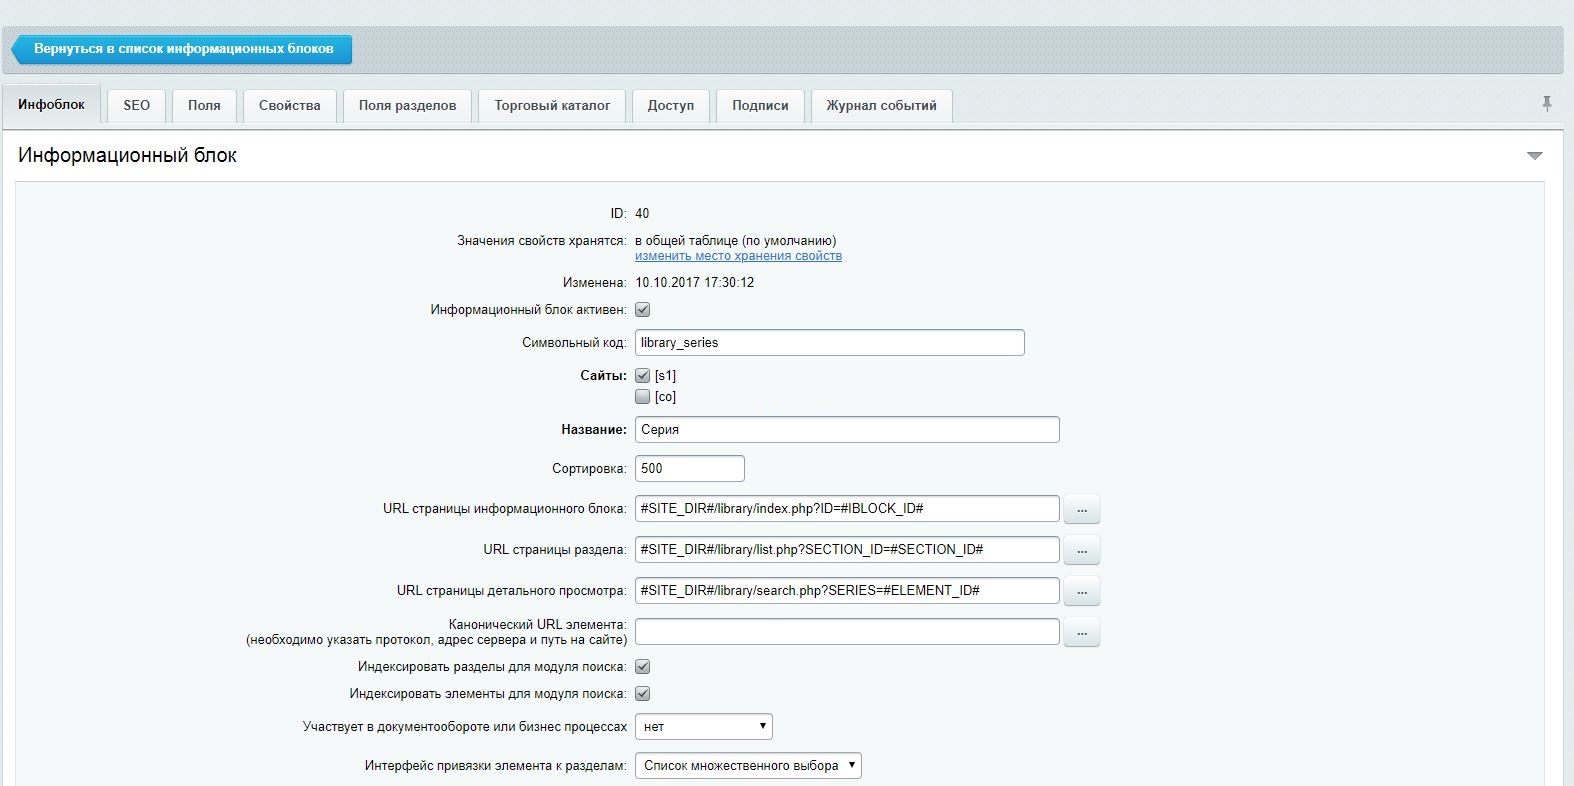 Вернуться в список информационных блоков
Инфоблок SEO Поля Свойства Поля разделов Торговый каталог Доступ Подписи Журнал событий
Информационный блок
ID: 40
Значения свойств хранятся: в общей таблице (по умолчанию)
изменить место хранения свойств
Изменена: 10.10.2017 17:30:12
Информационный блок активен:
Символьный код: library_series
Сайты: [s1]
[co]
Название: Серия
Сортировка: 500
URL страницы информационного блока: #SITE_DIR#/library/index.php?ID=#IBLOCK_ID# ...
URL страницы раздела: #SITE_DIR#/library/list.php?SECTION_ID=#SECTION_ID# ...
URL страницы детального просмотра: #SITE_DIR#/library/search.php?SERIES=#ELEMENT_ID# ...
Канонический URL элемента:
(необходимо указать протокол, адрес сервера и путь на сайте) ...
Индексировать разделы для модуля поиска:
Индексировать элементы для модуля поиска:
Участвует в документообороте или бизнес процессах нет
Интерфейс привязки элемента к разделам: Список множественного выбора